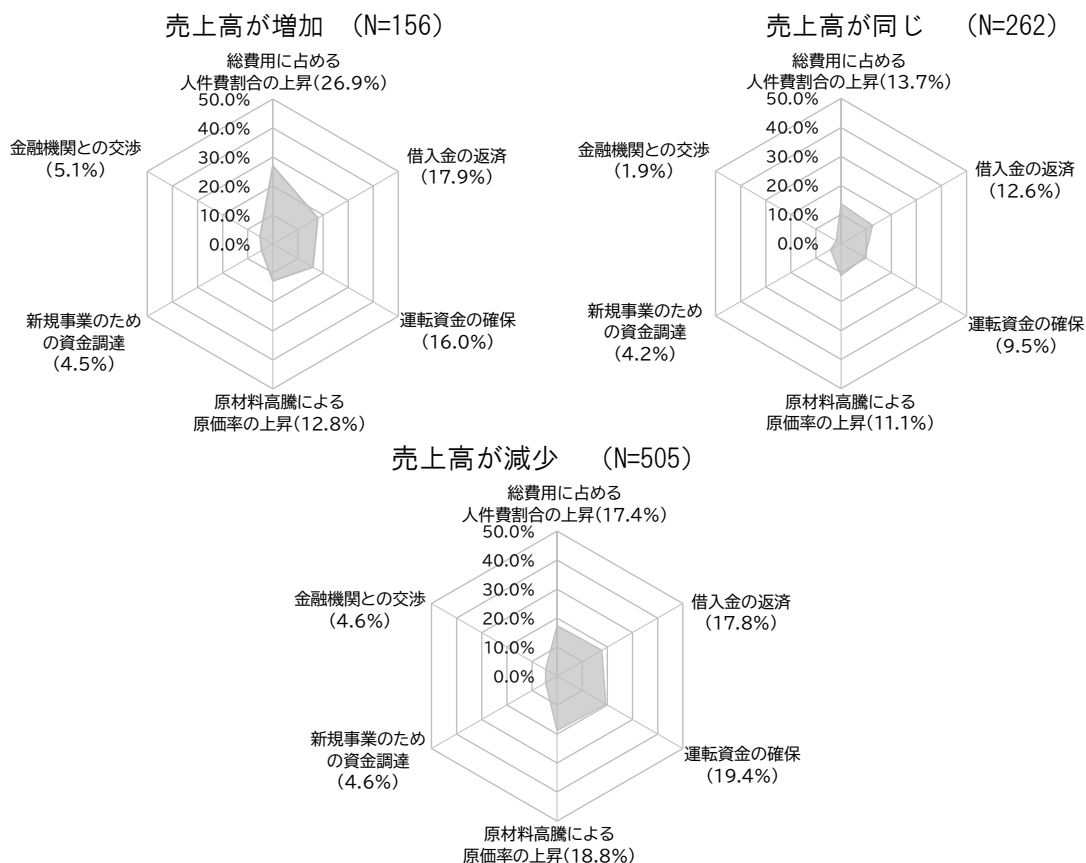 売上高が増加 （N=156）
総費用に占める
人件費割合の上昇(26.9%)
50.0%
40.0%
30.0%
20.0%
10.0%
0.0%
借入金の返済
（17.9%）
運転資金の確保
（16.0%）
原材料高騰による
原価率の上昇(12.8%)
新規事業のため
の資金調達
（4.5%）
金融機関との交渉
（5.1%）
売上高が同じ （N=262）
総費用に占める
人件費割合の上昇(13.7%)
50.0%
40.0%
30.0%
20.0%
10.0%
0.0%
借入金の返済
（12.6%）
運転資金の確保
（9.5%）
原材料高騰による
原価率の上昇(11.1%)
新規事業のため
の資金調達
（4.2%）
金融機関との交渉
（1.9%）
売上高が減少 （N=505）
総費用に占める
人件費割合の上昇(17.4%)
50.0%
40.0%
30.0%
20.0%
10.0%
0.0%
借入金の返済
（17.8%）
運転資金の確保
（19.4%）
原材料高騰による
原価率の上昇(18.8%)
新規事業のため
の資金調達
（4.6%）
金融機関との交渉
（4.6%）